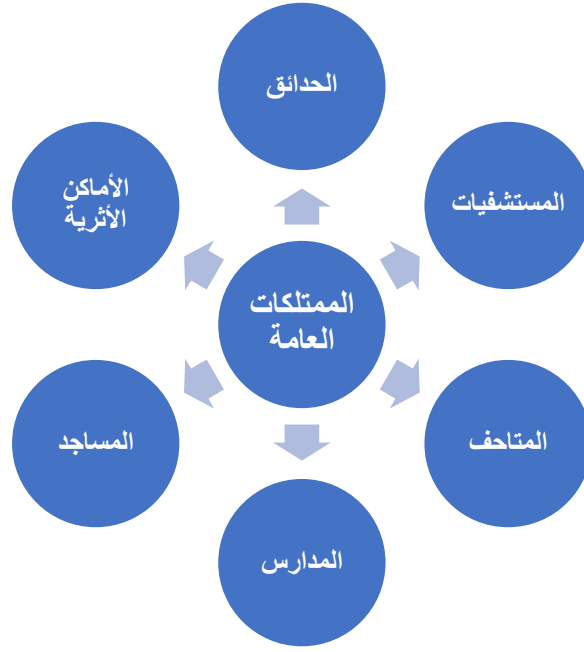 الحدائق
المستشفيات
الأماكن
الأثرية
الممتلكات
العامة
المتاحف
المساجد
المدارس